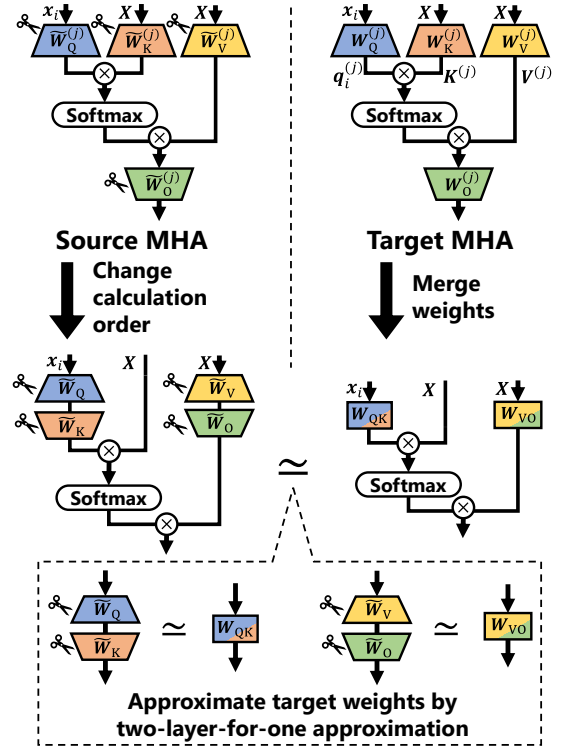 x_i X X x_i X X
W̃_Q^(j) W̃_K^(j) W̃_V^(j) W_Q^(j) W_K^(j) W_V^(j)
q_i^(j) K^(j) V^(j)
Softmax Softmax
W̃_O^(j) W_O^(j)
Source MHA Target MHA
Change
calculation
order
Merge
weights
x_i X X x_i X X
W̃_Q W̃_V W_QK W_VO
W̃_K W̃_O
≃
Softmax Softmax
W̃_Q ≃ W_QK W̃_V ≃ W_VO
W̃_K W̃_O
Approximate target weights by
two-layer-for-one approximation